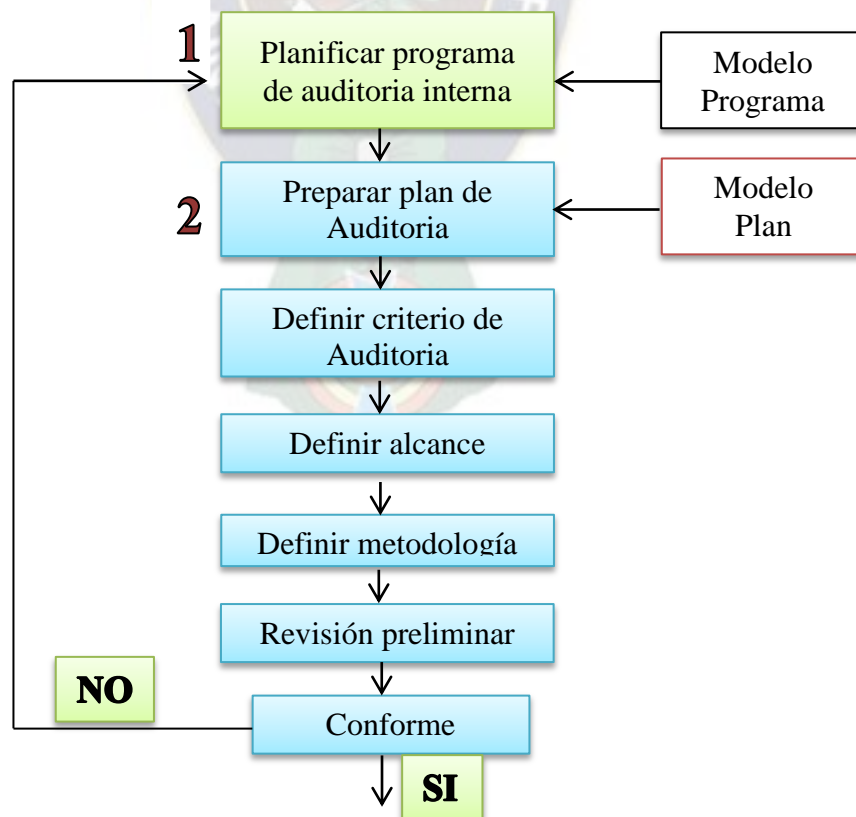 1
Planificar programa
de auditoria interna
Modelo
Programa
2
Preparar plan de
Auditoria
Modelo
Plan
Definir criterio de
Auditoria
Definir alcance
Definir metodología
Revisión preliminar
NO
Conforme
SI